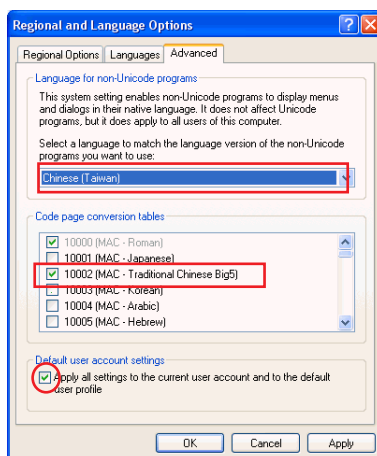 Regional and Language Options
Regional Options Languages Advanced
Language for non-Unicode programs
This system setting enables non-Unicode programs to display menus
and dialogs in their native language. It does not affect Unicode
programs, but it does apply to all users of this computer.
Select a language to match the language version of the non-Unicode
programs you want to use:
Chinese (Taiwan)
Code page conversion tables
10000 (MAC - Roman)
10001 (MAC - Japanese)
10002 (MAC - Traditional Chinese Big5)
10003 (MAC - Korean)
10004 (MAC - Arabic)
10005 (MAC - Hebrew)
Default user account settings
Apply all settings to the current user account and to the default
user profile
OK Cancel Apply